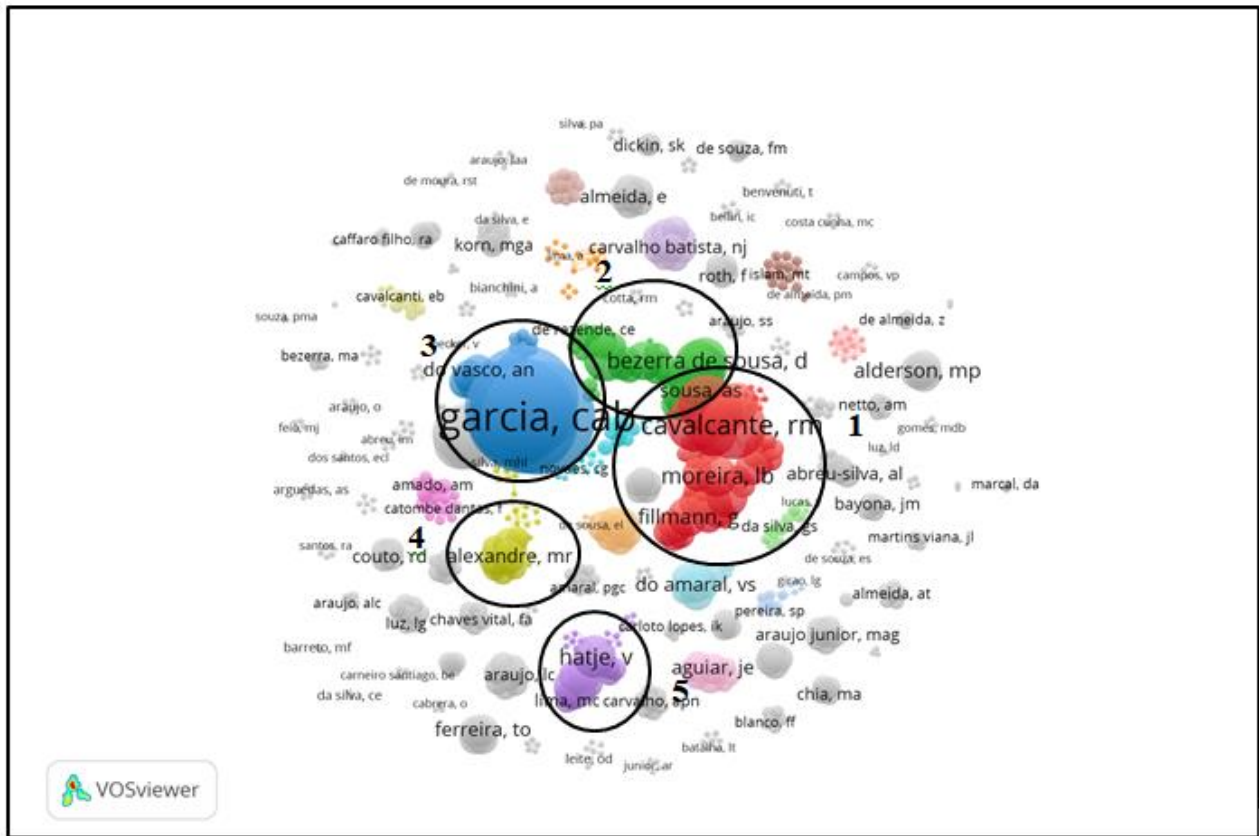 silva, pa
dickin, sk
de souza, fm
araujo, iaa
de moura, rst
almeida, e
benvenuti, t
da silva, e
bellin, ic
costa cunha, mc
caffaro filho, ra
korn, mga
carvalho batista, nj
lima, a
2
roth, f
islam, mt
campos, vp
cavalcanti, eb
bianchini, a
cotta, rm
de almeida, pm
souza, pma
de rezende, ce
araujo, ss
de almeida, z
3
becker, v
bezerra, ma
do vasco, an
bezerra de sousa, d
alderson, mp
sousa, as
araujo, o
garcia, cab
cavalcante, rm
1
netto, am
feia, mj
abreu, im
gomes, mdb
luz, ld
dos santos, ecl
silva, mhl
novaes, cg
moreira, lb
abreu-silva, al
arguedas, as
amado, am
marcal, da
catombe dantas, f
lucas,
bayona, jm
de sousa, el
fillmann, g
da silva, gs
4
martins viana, jl
santos, ra
couto, rd
alexandre, mr
de souza, es
amaral, pgc
do amaral, vs
gicao, lg
araujo, alc
pereira, sp
almeida, at
luz, lg
chaves vital, fa
carloto lopes, ik
araujo junior, mag
barreto, mf
hatje, v
carneiro santiago, be
araujo, lc
aguiar, je
da silva, ce
cabrera, o
lima, mc
carvalho, apn
5
chia, ma
ferreira, to
blanco, ff
leite, od
batalha, lt
junior, ar
VOSviewer